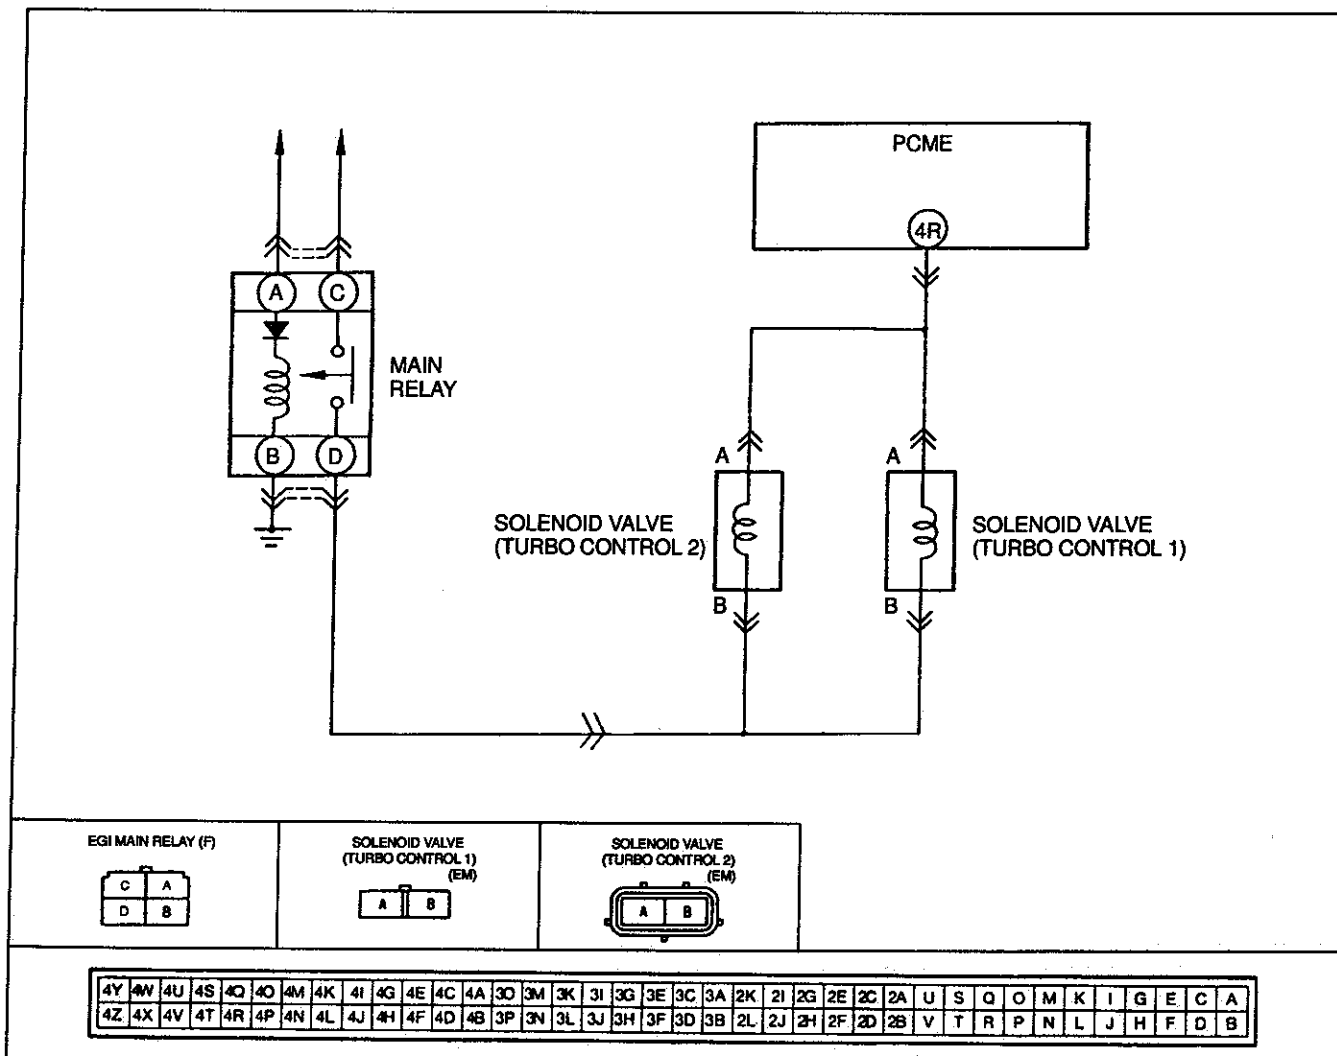 PCME
4R
A C
MAIN
RELAY
B D
A
A
SOLENOID VALVE
(TURBO CONTROL 2)
SOLENOID VALVE
(TURBO CONTROL 1)
B
B
EGI MAIN RELAY (F)
C A
D B
SOLENOID VALVE
(TURBO CONTROL 1)
(EM)
A B
SOLENOID VALVE
(TURBO CONTROL 2)
(EM)
A B
4Y 4W 4U 4S 4Q 4O 4M 4K 4I 4G 4E 4C 4A 3O 3M 3K 3I 3G 3E 3C 3A 2K 2I 2G 2E 2C 2A U S Q O M K I G E C A
4Z 4X 4V 4T 4R 4P 4N 4L 4J 4H 4F 4D 4B 3P 3N 3L 3J 3H 3F 3D 3B 2L 2J 2H 2F 2D 2B V T R P N L J H F D B